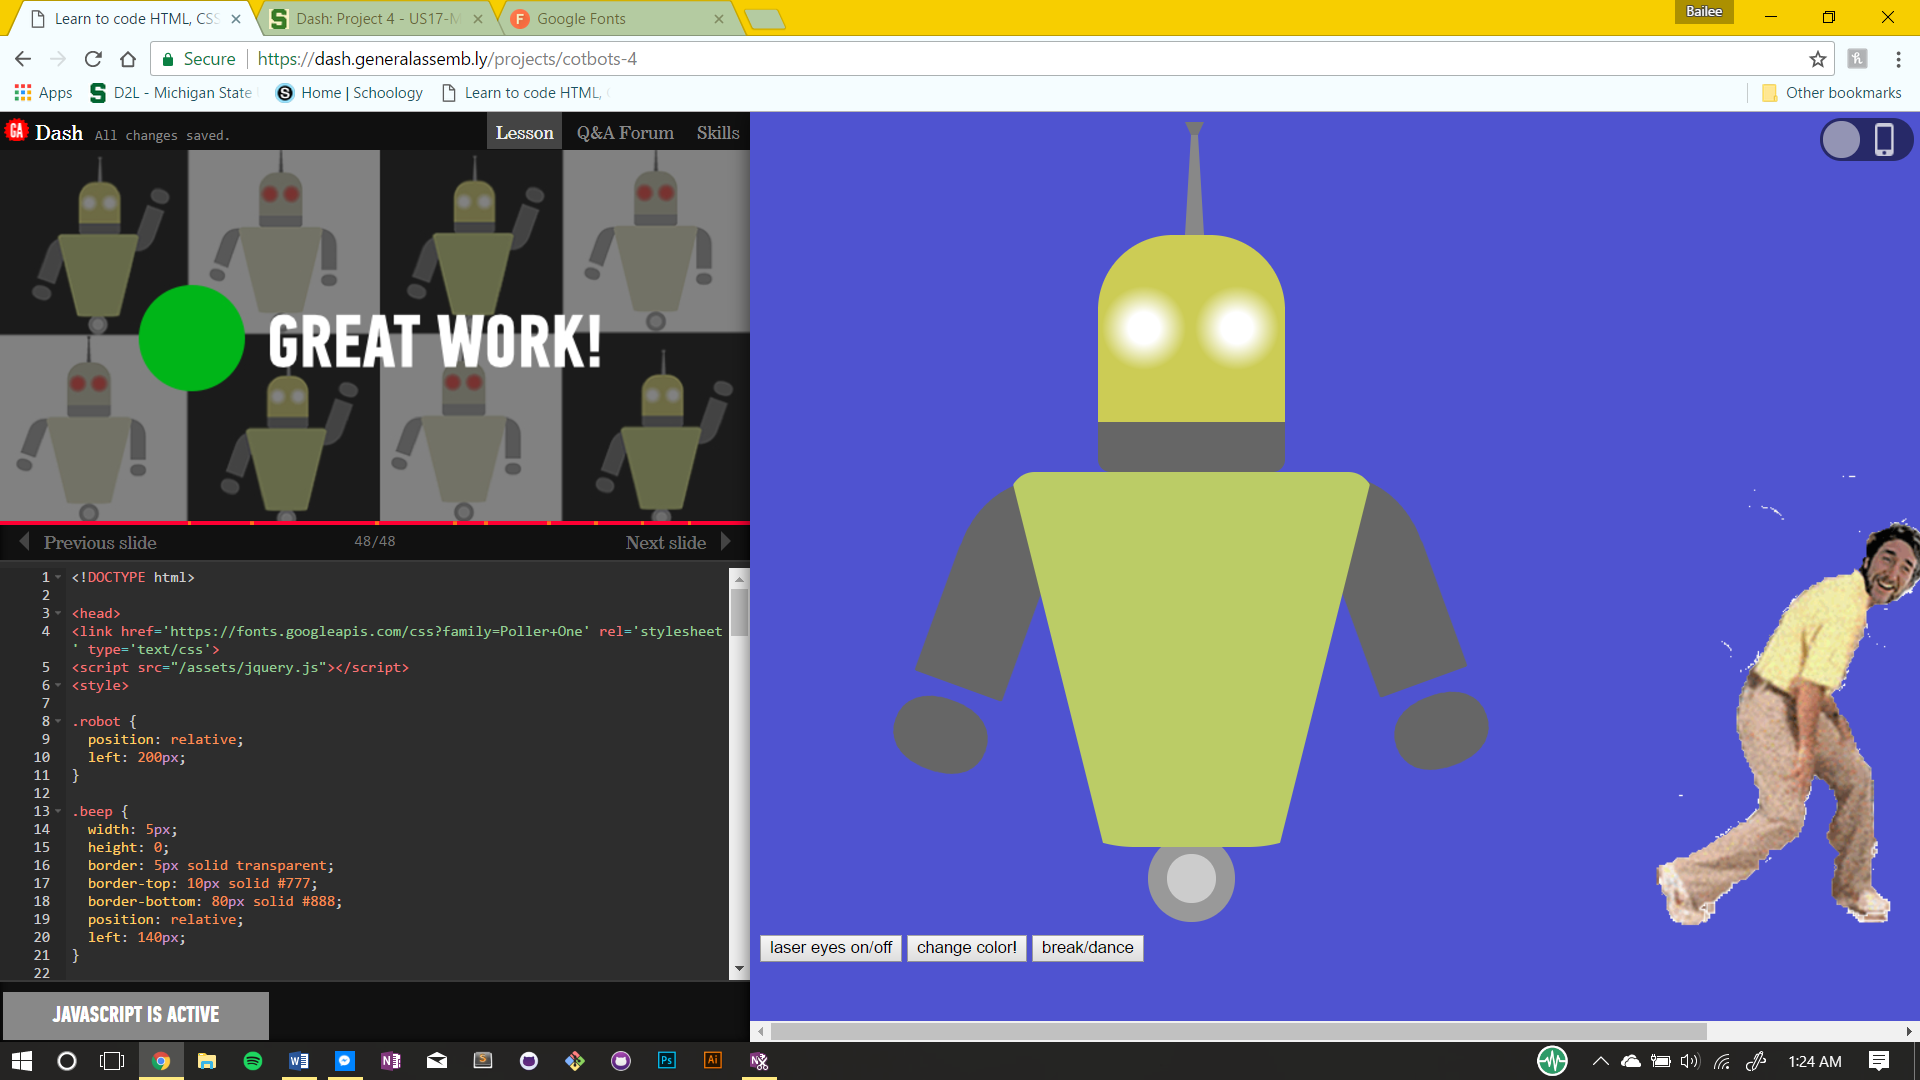 Learn to code HTML, CSS
Dash: Project 4 - US17-M
F
Google Fonts
Bailee
Secure
https://dash.generalassemb.ly/projects/cotbots-4
Apps
D2L - Michigan State
Home | Schoology
Learn to code HTML,
Other bookmarks
GA
Dash
All changes saved.
Lesson
Q&A Forum
Skills
GREAT WORK!
Previous slide
48/48
Next slide
1 <!DOCTYPE html>
2
3 <head>
4 <link href='https://fonts.googleapis.com/css?family=Poller+One' rel='stylesheet
' type='text/css'>
5 <script src="/assets/jquery.js"></script>
6 <style>
7
8 .robot {
9 position: relative;
10 left: 200px;
11 }
12
13 .beep {
14 width: 5px;
15 height: 0;
16 border: 5px solid transparent;
17 border-top: 10px solid #777;
18 border-bottom: 80px solid #888;
19 position: relative;
20 left: 140px;
21 }
22
JAVASCRIPT IS ACTIVE
laser eyes on/off
change color!
break/dance
1:24 AM